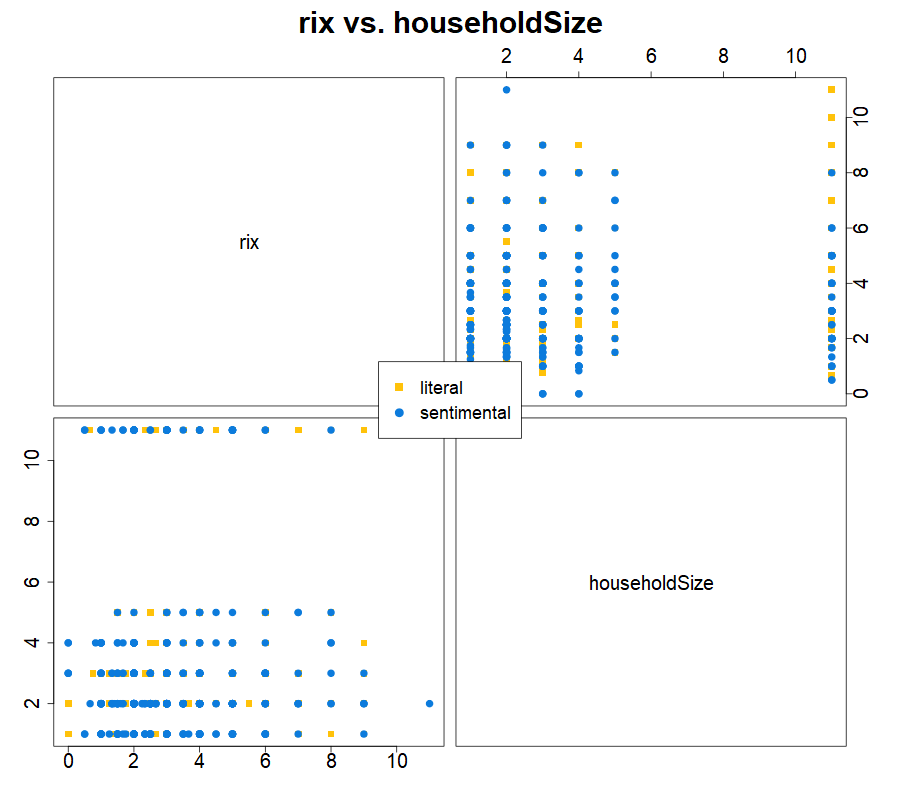 rix vs. householdSize
2 4 6 8 10
rix
0 2 4 6 8 10
literal
sentimental
2 4 6 8 10
householdSize
0 2 4 6 8 10